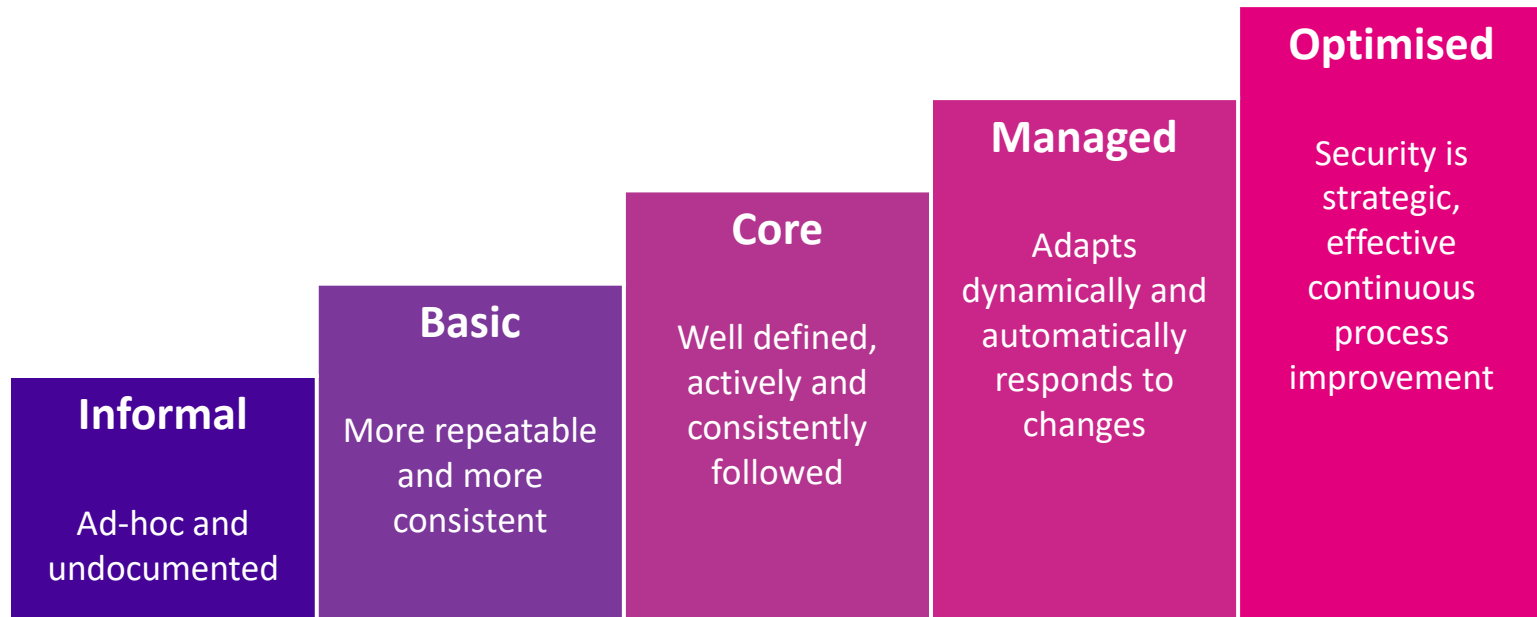 Informal
Ad-hoc and
undocumented
Basic
More repeatable
and more
consistent
Core
Well defined,
actively and
consistently
followed
Managed
Adapts
dynamically and
automatically
responds to
changes
Optimised
Security is
strategic,
effective
continuous
process
improvement